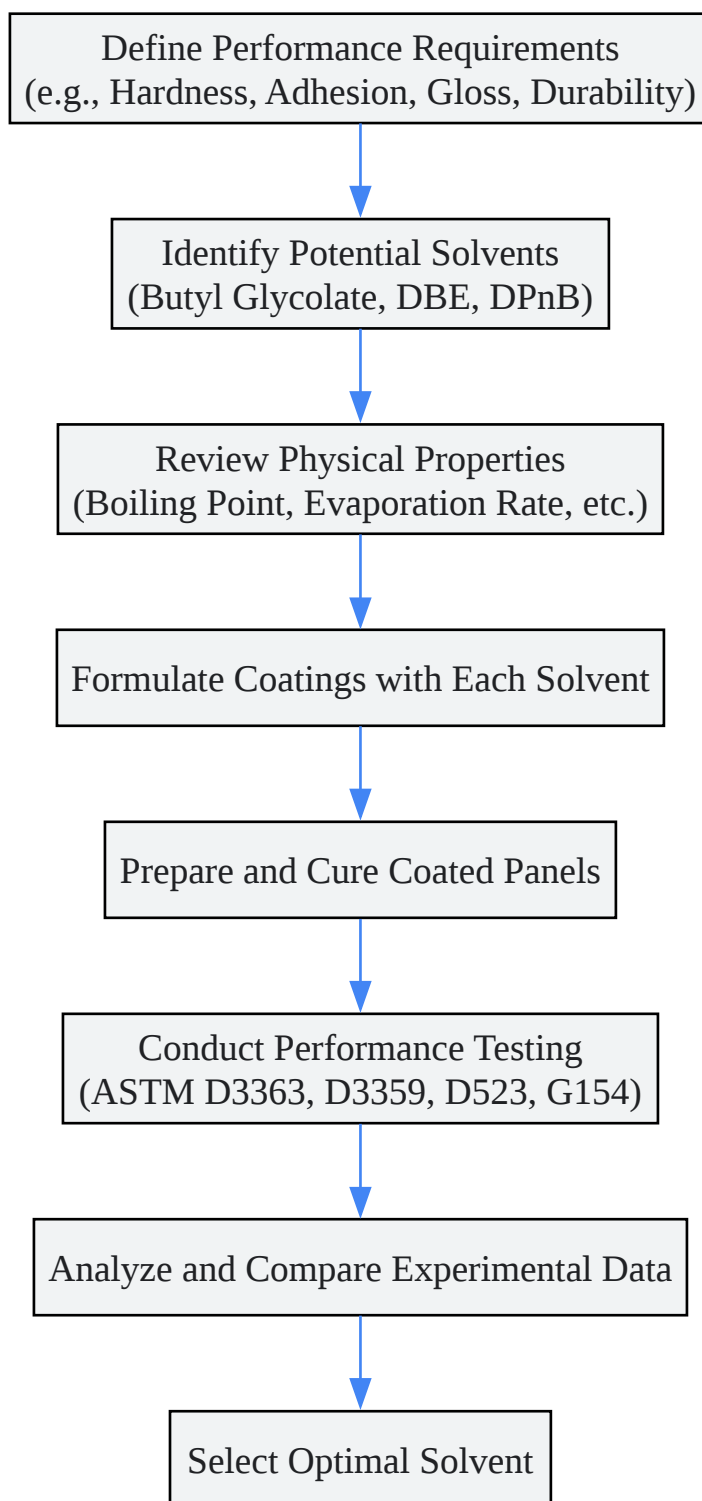 Define Performance Requirements
(e.g., Hardness, Adhesion, Gloss, Durability)
Identify Potential Solvents
(Butyl Glycolate, DBE, DPnB)
Review Physical Properties
(Boiling Point, Evaporation Rate, etc.)
Formulate Coatings with Each Solvent
Prepare and Cure Coated Panels
Conduct Performance Testing
(ASTM D3363, D3359, D523, G154)
Analyze and Compare Experimental Data
Select Optimal Solvent